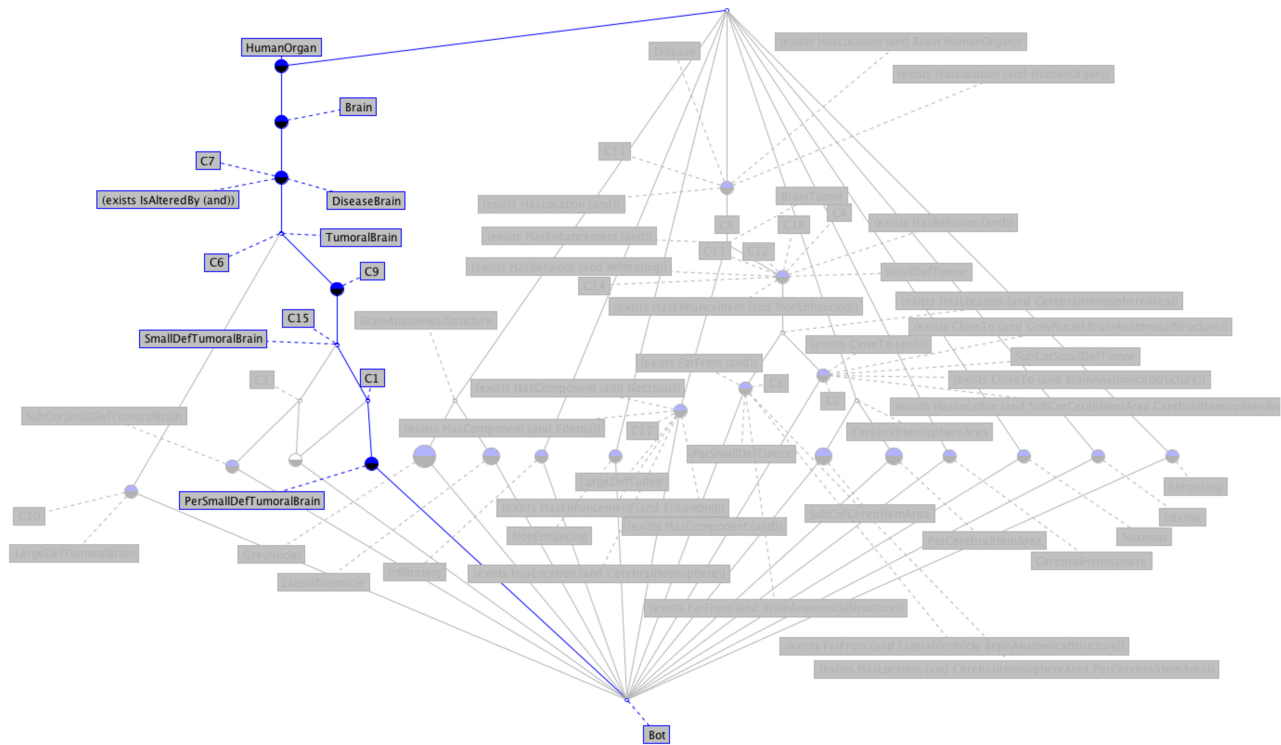 HumanOrgan
(exists HasLocation (and Brain HumanOrgan))
Disease
(exists HasLocation (and HumanOrgan))
Brain
C11
C7
(exists IsAlteredBy (and))
DiseaseBrain
BrainTumor
(exists HasLocation (and))
C4
C8
C16
(exists HasBehavior (and))
TumoralBrain
(exists HasEnhancement (and))
C13
C12
C6
C9
(exists HasBehavior (and Infiltrating))
SmallDefTumor
C14
(exists HasLocation (and CerebralHemisphereArea))
(exists HasEnhancement (and NonEnhancing))
C15
BrainAnatomicalStructure
(exists CloseTo (and GreyNuclei BrainAnatomicalStructure))
SmallDefTumoralBrain
(exists CloseTo (and))
SubCorSmallDefTumor
(exists FarFrom (and))
C3
C1
(exists HasComponent (and Necrosis))
C5
(exists CloseTo (and BrainAnatomicalStructure))
C2
(exists HasLocation (and SubCorCerebHemArea CerebralHemisphereAre
SubCorSmallDefTumoralBrain
(exists HasComponent (and Edema))
C17
CerebralHemisphereArea
PerSmallDefTumor
LargeDefTumor
Enhancing
PerSmallDefTumoralBrain
(exists HasEnhancement (and Enhancing))
C10
SubCorCerebHemArea
Edema
(exists HasComponent (and))
NonEnhancing
Necrosis
PerCerebralHemArea
LargeDefTumoralBrain
GreyNuclei
CerebralHemisphere
Infiltrating
(exists HasLocation (and CerebralHemisphere))
LateralVentricle
(exists FarFrom (and BrainAnatomicalStructure))
(exists FarFrom (and LateralVentricle BrainAnatomicalStructure))
(exists HasLocation (and CerebralHemisphereArea PerCerebralHemArea))
Bot